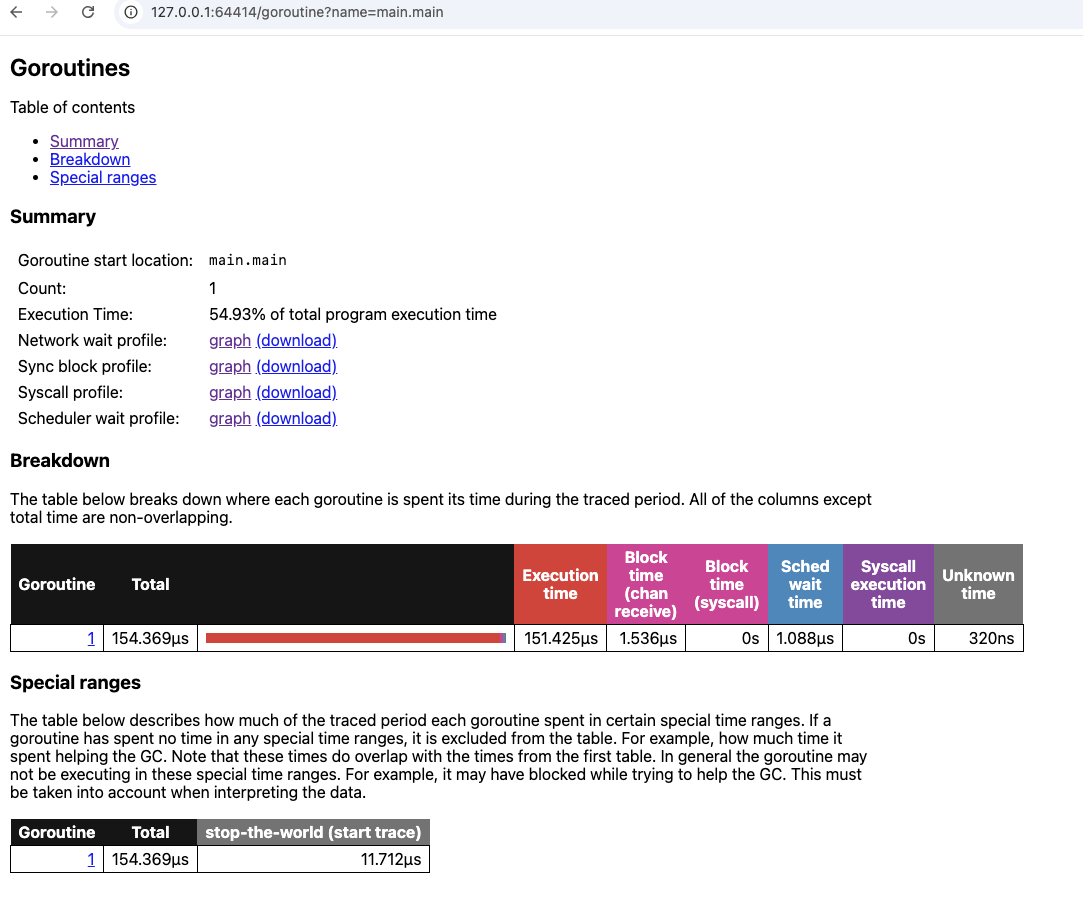 127.0.0.1:64414/goroutine?name=main.main
Goroutines
Table of contents
Summary
Breakdown
Special ranges
Summary
Goroutine start location: main.main
Count: 1
Execution Time: 54.93% of total program execution time
Network wait profile: graph (download)
Sync block profile: graph (download)
Syscall profile: graph (download)
Scheduler wait profile: graph (download)
Breakdown
The table below breaks down where each goroutine is spent its time during the traced period. All of the columns except
total time are non-overlapping.
Goroutine Total Execution time Block time (chan receive) Block time (syscall) Sched wait time Syscall execution time Unknown time
1 154.369µs 151.425µs 1.536µs 0s 1.088µs 0s 320ns
Special ranges
The table below describes how much of the traced period each goroutine spent in certain special time ranges. If a
goroutine has spent no time in any special time ranges, it is excluded from the table. For example, how much time it
spent helping the GC. Note that these times do overlap with the times from the first table. In general the goroutine may
not be executing in these special time ranges. For example, it may have blocked while trying to help the GC. This must
be taken into account when interpreting the data.
Goroutine Total stop-the-world (start trace)
1 154.369µs 11.712µs